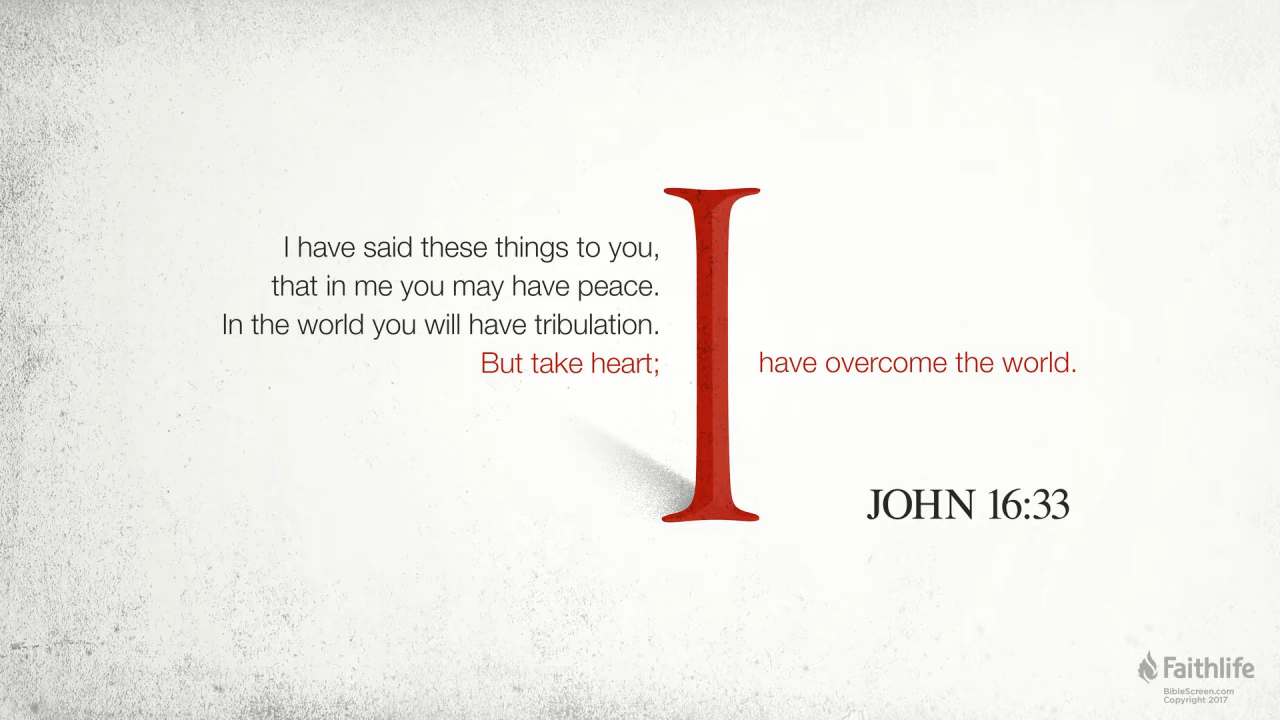 I have said these things to you,
that in me you may have peace.
In the world you will have tribulation.
But take heart; I have overcome the world.
JOHN 16:33
Faithlife
BibleScreen.com
Copyright 2017